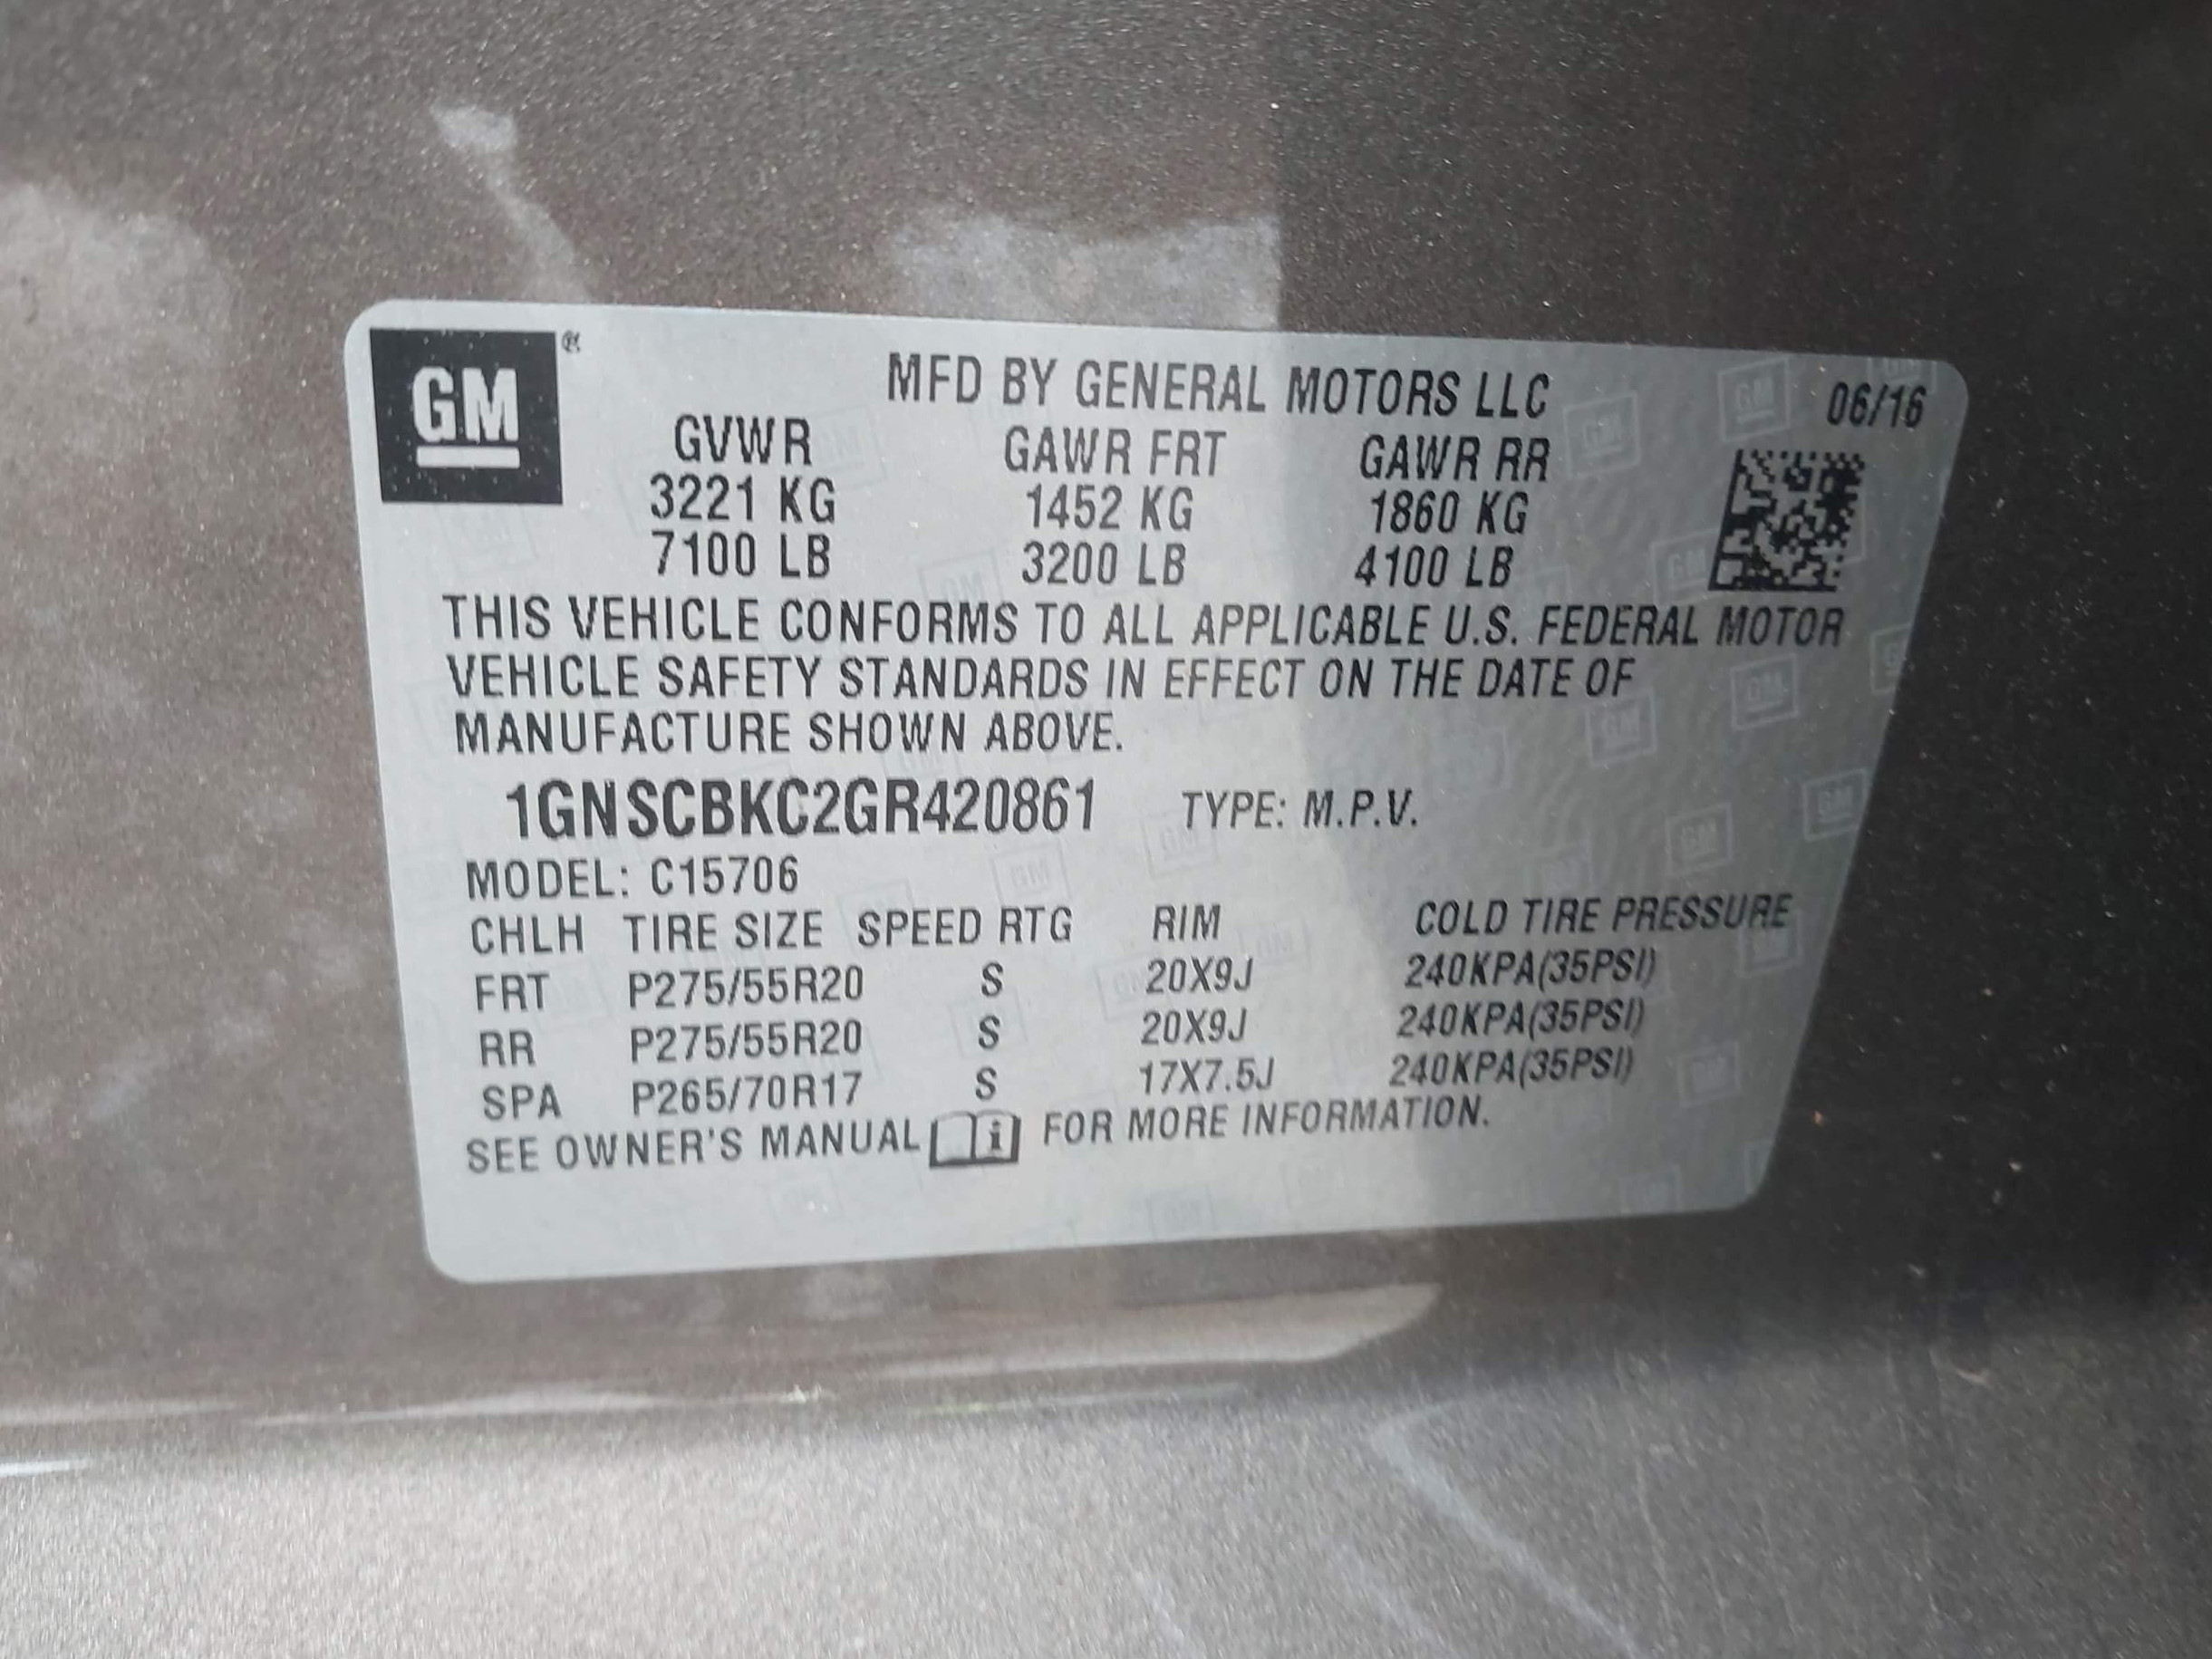 GM ®
MFD BY GENERAL MOTORS LLC 06/16
GVWR GAWR FRT GAWR RR
3221 KG 1452 KG 1860 KG
7100 LB 3200 LB 4100 LB
THIS VEHICLE CONFORMS TO ALL APPLICABLE U.S. FEDERAL MOTOR
VEHICLE SAFETY STANDARDS IN EFFECT ON THE DATE OF
MANUFACTURE SHOWN ABOVE.
1GNSCBKC2GR420861 TYPE: M.P.V.
MODEL: C15706
CHLH TIRE SIZE SPEED RTG RIM COLD TIRE PRESSURE
FRT P275/55R20 S 20X9J 240KPA(35PSI)
RR P275/55R20 S 20X9J 240KPA(35PSI)
SPA P265/70R17 S 17X7.5J 240KPA(35PSI)
SEE OWNER'S MANUAL i FOR MORE INFORMATION.